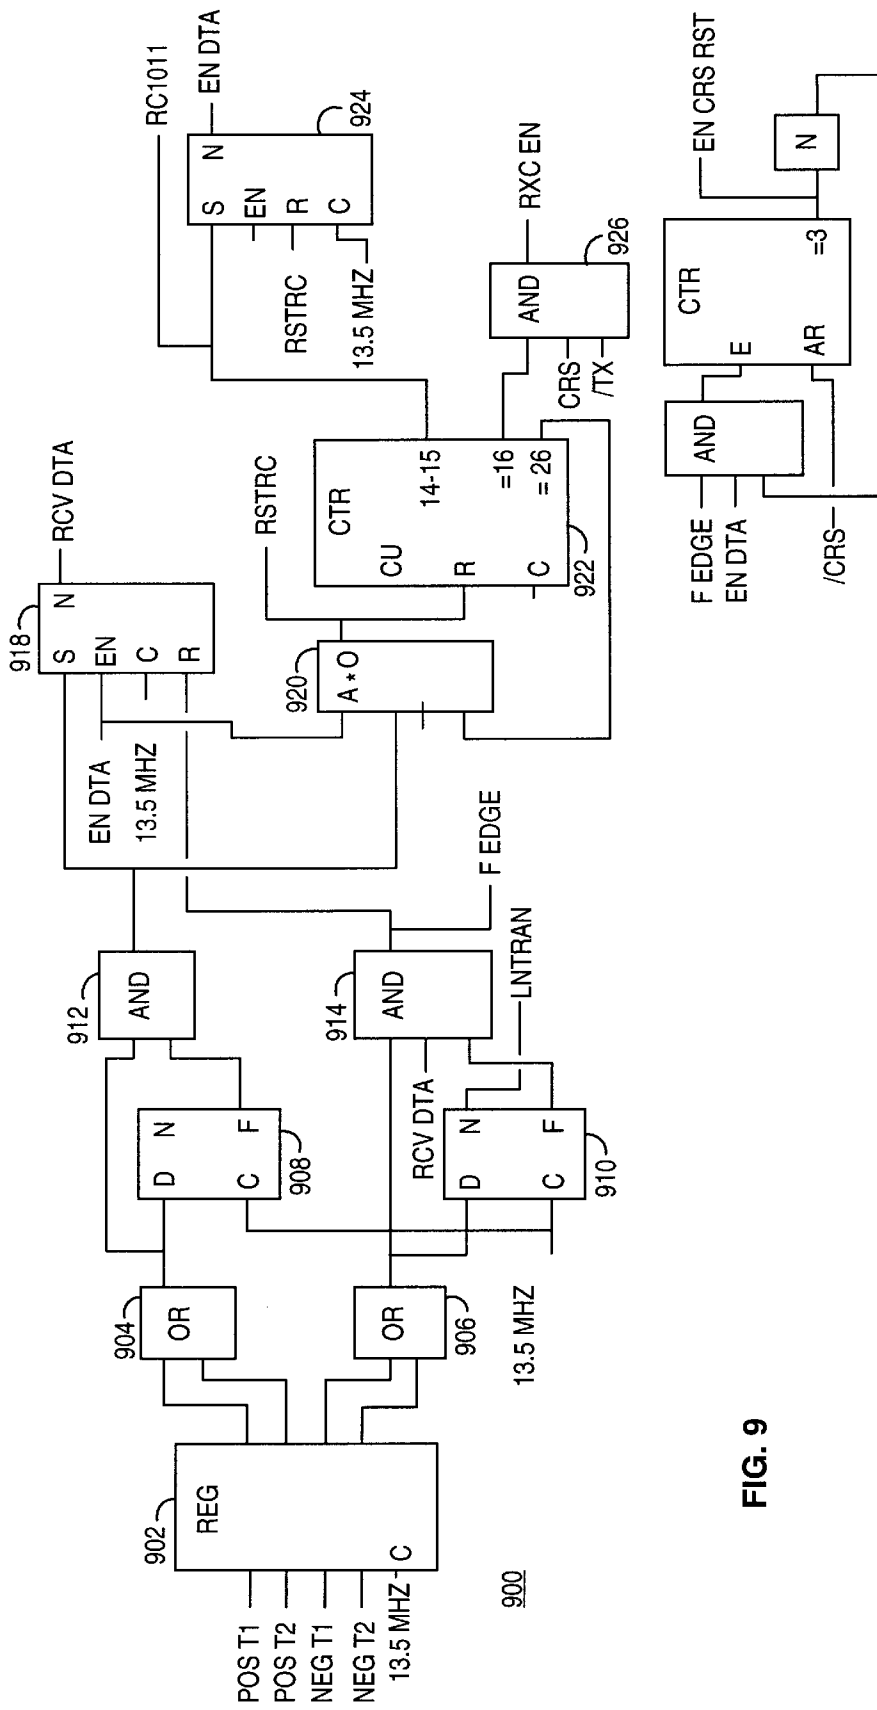 POS T1
POS T2
NEG T1
NEG T2
13.5 MHZ
902
REG
C
900
904
OR
906
OR
13.5 MHZ
908
D N
C F
910
D N
C F
LNTRAN
912
AND
914
AND
RCV DTA
F EDGE
EN DTA
13.5 MHZ
918
S N
EN
C
R
RCV DTA
920
A * O
RSTRC
922
CTR
CU
R
C
14-15
=16
= 26
RC1011
924
S N
EN
R
C
EN DTA
RSTRC
13.5 MHZ
926
AND
CRS
/TX
RXC EN
F EDGE
EN DTA
AND
/CRS
CTR
E
AR
=3
EN CRS RST
N
FIG. 9